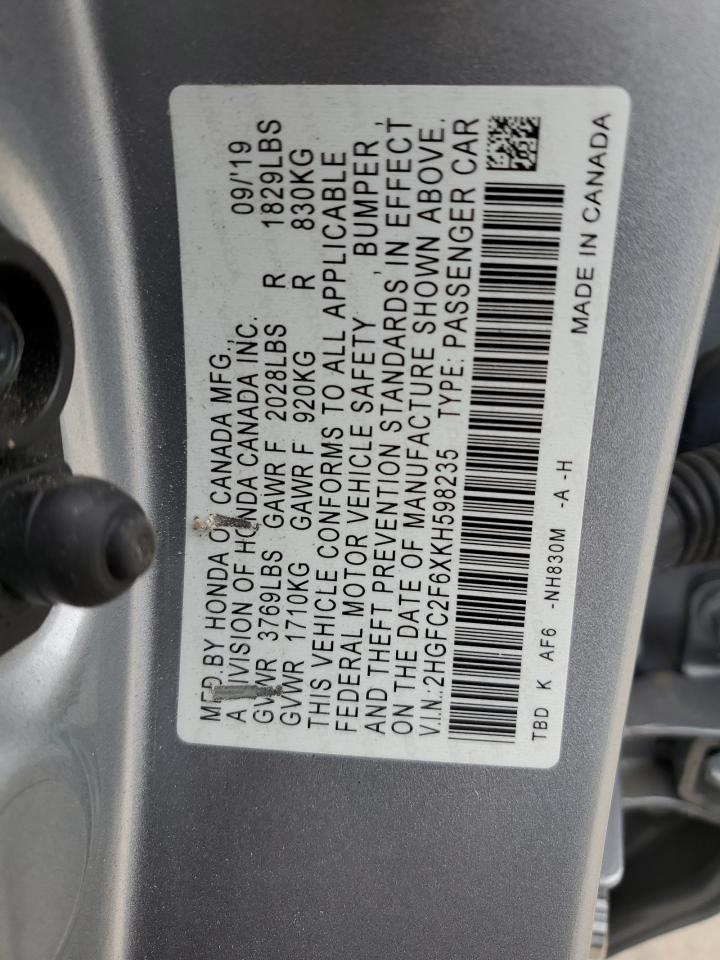 MFD BY HONDA OF CANADA MFG., 09/'19
A DIVISION OF HONDA CANADA INC.
GVWR 3769LBS GAWR F 2028LBS R 1829LBS
GVWR 1710KG GAWR F 920KG R 830KG
THIS VEHICLE CONFORMS TO ALL APPLICABLE
FEDERAL MOTOR VEHICLE SAFETY , BUMPER ,
AND THEFT PREVENTION STANDARDS IN EFFECT
ON THE DATE OF MANUFACTURE SHOWN ABOVE.
V.I.N.:2HGFC2F6XKH598235 TYPE: PASSENGER CAR
TBD K AF6 -NH830M -A -H MADE IN CANADA